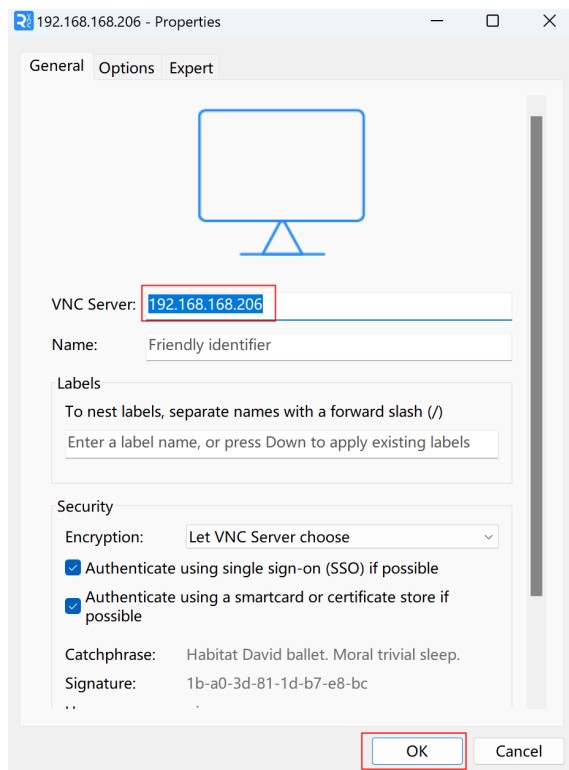 192.168.168.206 - Properties
General Options Expert
VNC Server: 192.168.168.206
Name: Friendly identifier
Labels
To nest labels, separate names with a forward slash (/)
Enter a label name, or press Down to apply existing labels
Security
Encryption: Let VNC Server choose
Authenticate using single sign-on (SSO) if possible
Authenticate using a smartcard or certificate store if
possible
Catchphrase: Habitat David ballet. Moral trivial sleep.
Signature: 1b-a0-3d-81-1d-b7-e8-bc
OK Cancel